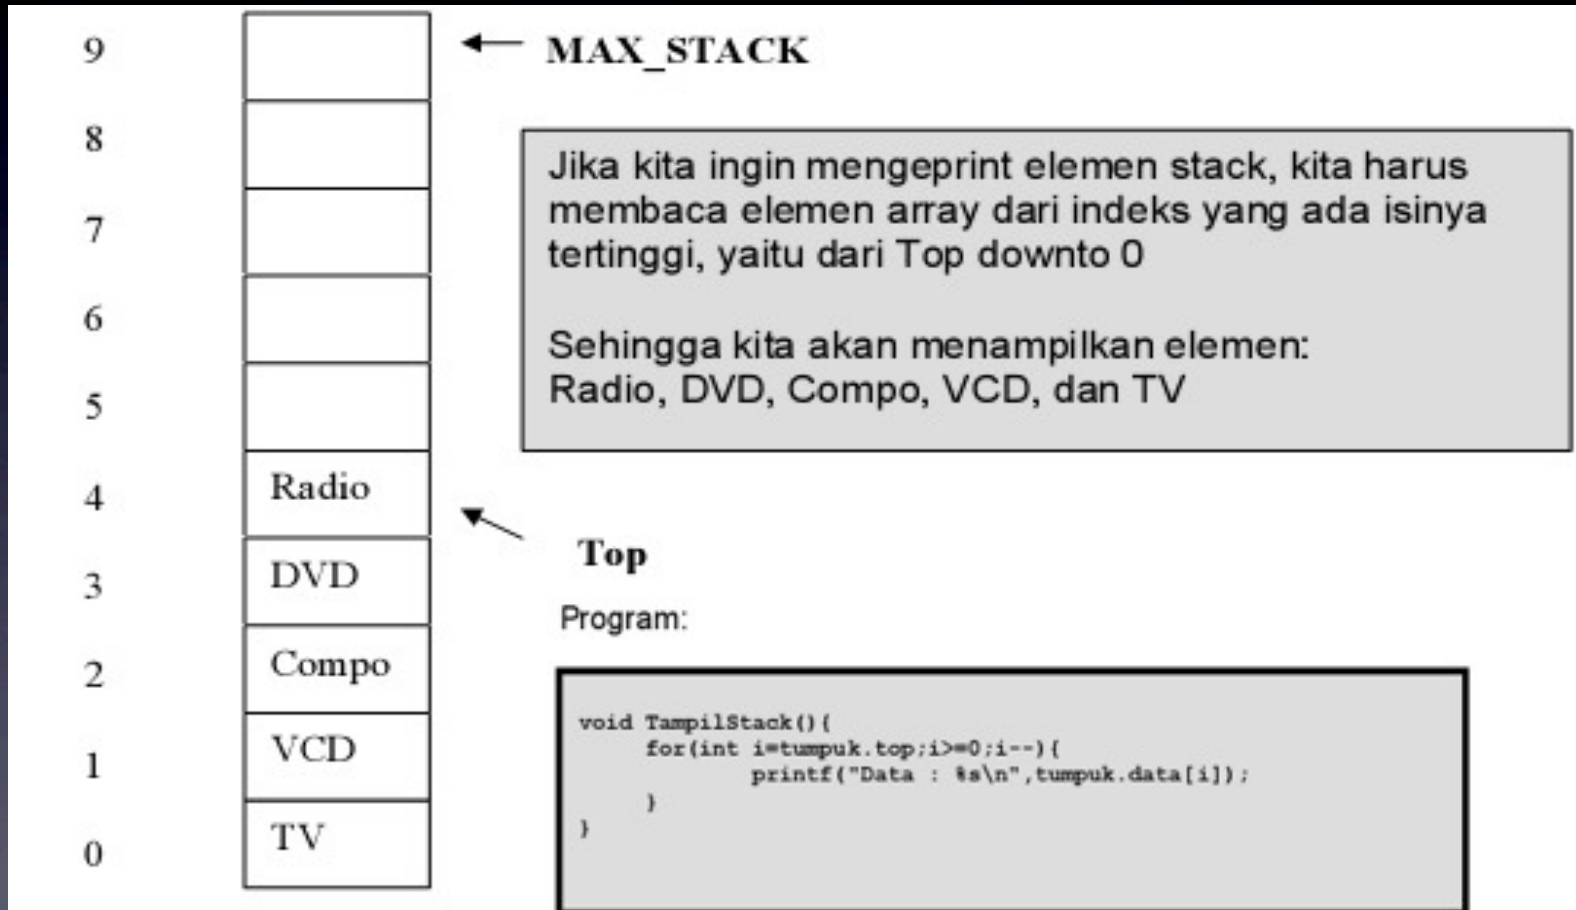 9
MAX_STACK
8
Jika kita ingin mengeprint elemen stack, kita harus
membaca elemen array dari indeks yang ada isinya
tertinggi, yaitu dari Top downto 0
7
6
Sehingga kita akan menampilkan elemen:
Radio, DVD, Compo, VCD, dan TV
5
4 Radio
Top
3 DVD
Program:
2 Compo
1 VCD
0 TV
void TampilStack(){
for(int i=tumpuk.top;i>=0;i--){
printf("Data : %s\n",tumpuk.data[i]);
}
}